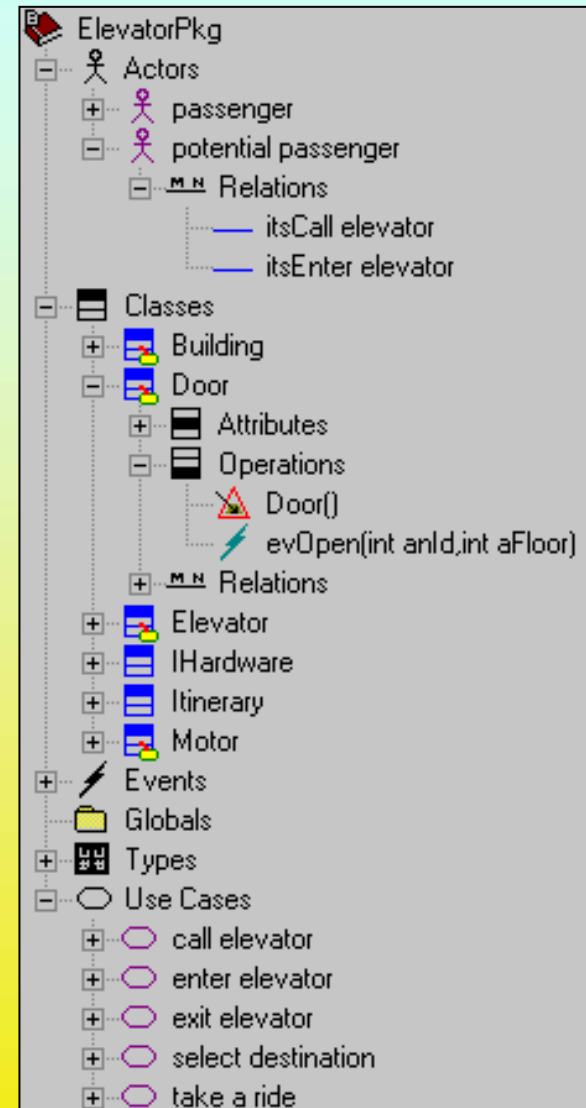 ElevatorPkg
Actors
passenger
potential passenger
M N Relations
itsCall elevator
itsEnter elevator
Classes
Building
Door
Attributes
Operations
Door()
evOpen(int anId,int aFloor)
M N Relations
Elevator
IHardware
Itinerary
Motor
Events
Globals
Types
Use Cases
call elevator
enter elevator
exit elevator
select destination
take a ride